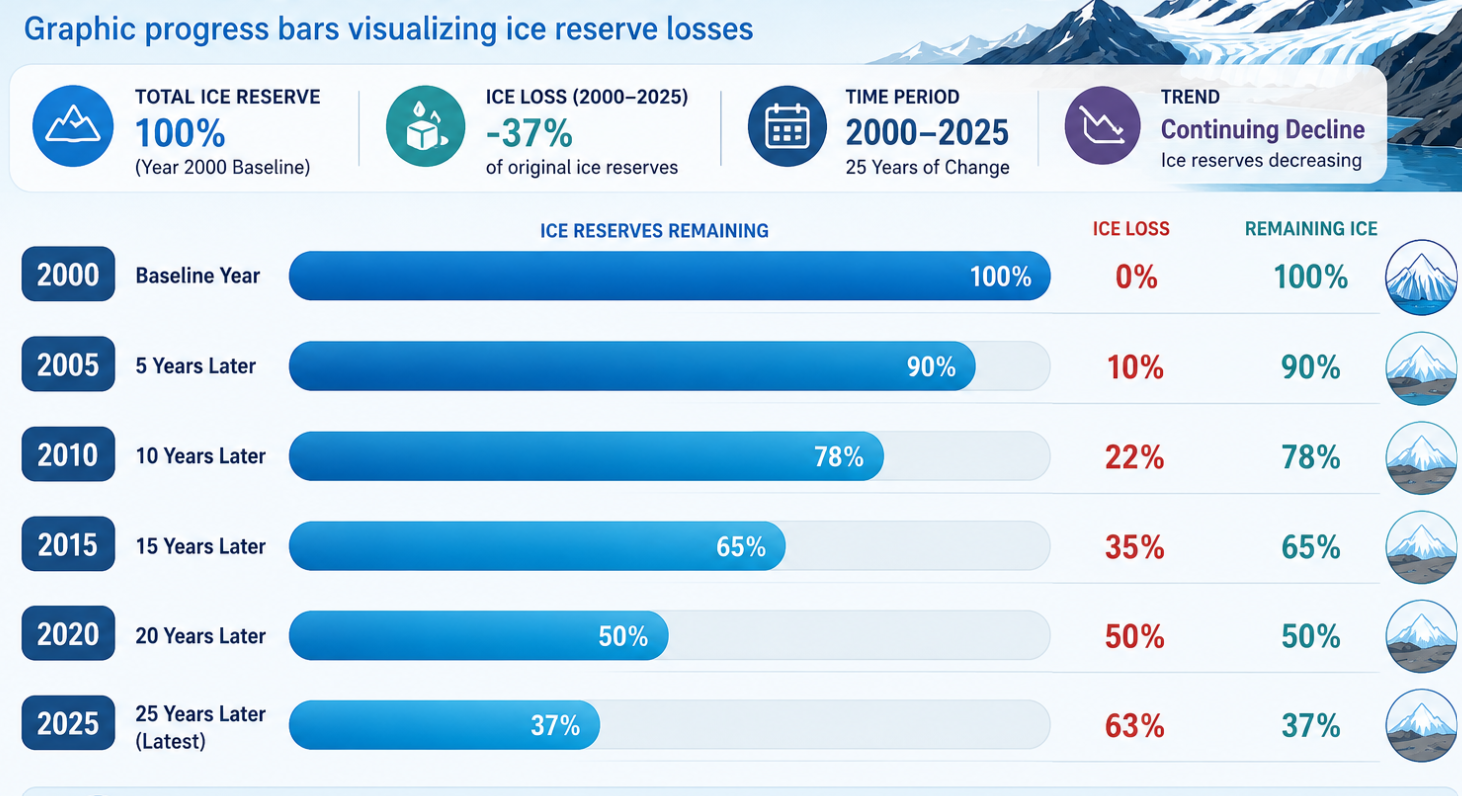 Graphic progress bars visualizing ice reserve losses
TOTAL ICE RESERVE
100%
(Year 2000 Baseline)
ICE LOSS (2000–2025)
-37%
of original ice reserves
TIME PERIOD
2000–2025
25 Years of Change
TREND
Continuing Decline
Ice reserves decreasing
ICE RESERVES REMAINING
ICE LOSS
REMAINING ICE
2000
Baseline Year
100%
0%
100%
2005
5 Years Later
90%
10%
90%
2010
10 Years Later
78%
22%
78%
2015
15 Years Later
65%
35%
65%
2020
20 Years Later
50%
50%
50%
2025
25 Years Later
(Latest)
37%
63%
37%